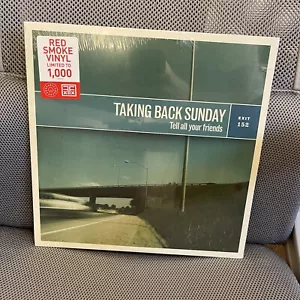 RED
SMOKE
VINYL
LIMITED TO
1,000
TAKING BACK SUNDAY
Tell all your friends
EXIT
152